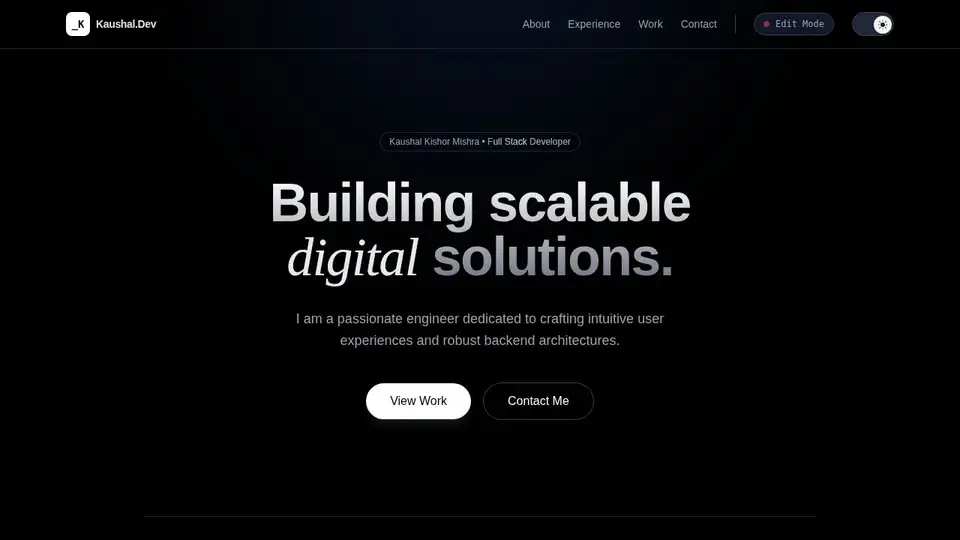 _K
Kaushal.Dev
About
Experience
Work
Contact
Edit Mode
Kaushal Kishor Mishra • Full Stack Developer
Building scalable
digital solutions.
I am a passionate engineer dedicated to crafting intuitive user
experiences and robust backend architectures.
View Work
Contact Me